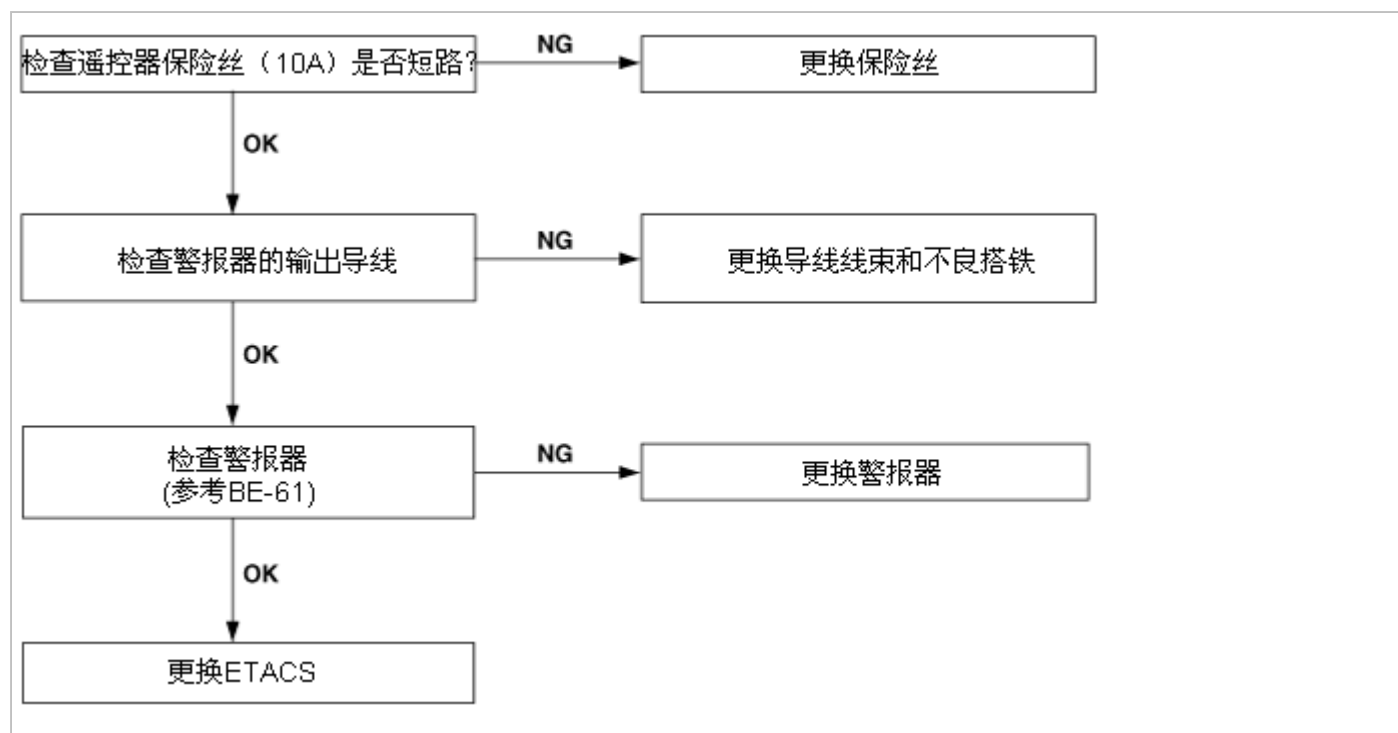 检查遥控器保险丝（10A）是否短路?
NG
更换保险丝
OK
检查警报器的输出导线
NG
更换导线线束和不良搭铁
OK
检查警报器
(参考BE-61)
NG
更换警报器
OK
更换ETACS